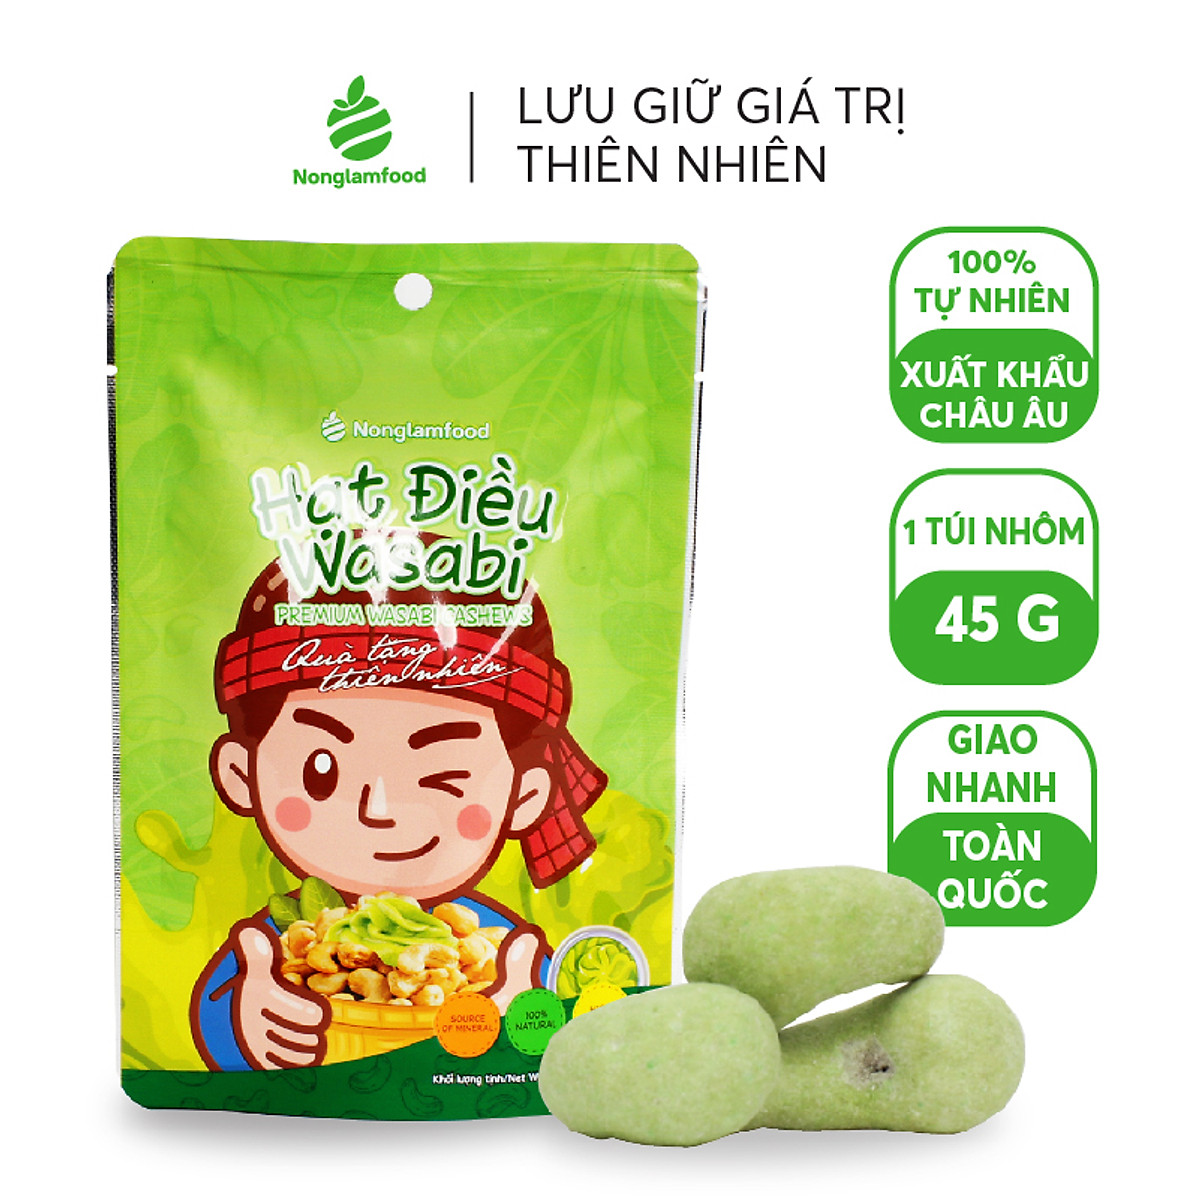 LƯU GIỮ GIÁ TRỊ
THIÊN NHIÊN
Nonglamfood
100%
TỰ NHIÊN
XUẤT KHẨU
CHÂU ÂU
1 TÚI NHÔM
45 G
GIAO
NHANH
TOÀN
QUỐC
Nonglamfood
Hạt Điều
Wasabi
PREMIUM WASABI CASHEWS
Quà tặng
thiên nhiên
SOURCE
OF MINERAL
100%
NATURAL
Khối lượng tịnh/Net